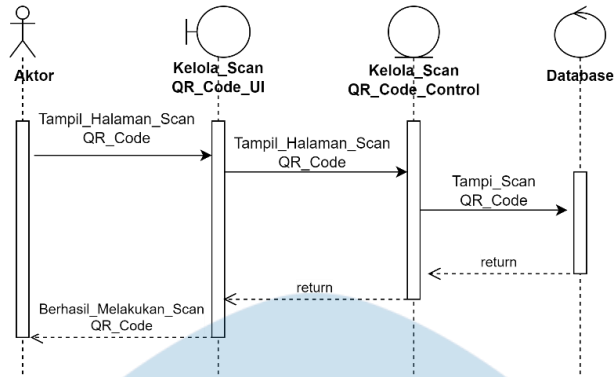 Aktor
Kelola_Scan
QR_Code_UI
Kelola_Scan
QR_Code_Control
Database
Tampil_Halaman_Scan
QR_Code
Tampil_Halaman_Scan
QR_Code
Tampi_Scan
QR_Code
return
return
Berhasil_Melakukan_Scan
QR_Code